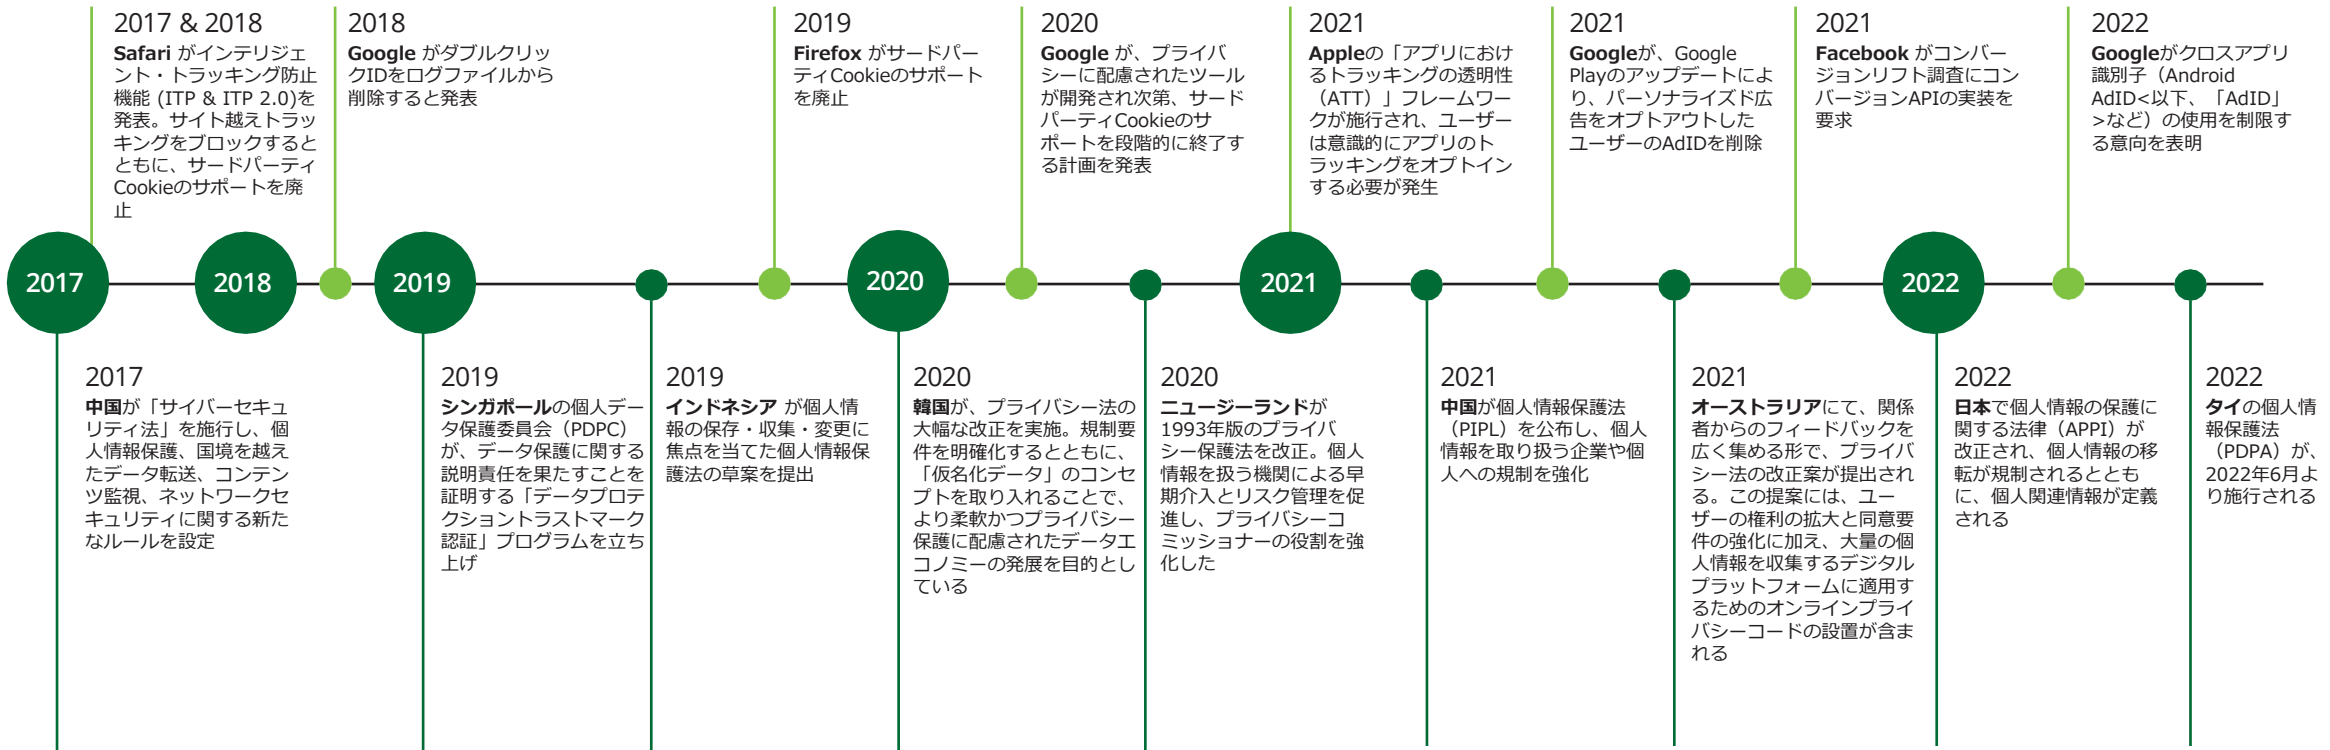 2017 & 2018
Safari がインテリジェ
ント・トラッキング防止
機能 (ITP & ITP 2.0)を
発表。サイト越えトラッ
キングをブロックすると
ともに、サードパーティ
Cookieのサポートを廃
止
2018
Google がダブルクリッ
クIDをログファイルから
削除すると発表
2019
Firefox がサードパー
ティCookieのサポート
を廃止
2020
Google が、プライバ
シーに配慮されたツール
が開発され次第、サード
パーティCookieのサ
ポートを段階的に終了す
る計画を発表
2021
Appleの「アプリにおけ
るトラッキングの透明性
（ATT）」フレームワー
クが施行され、ユーザー
は意識的にアプリのト
ラッキングをオプトイン
する必要が発生
2021
Googleが、Google
Playのアップデートによ
り、パーソナライズド広
告をオプトアウトした
ユーザーのAdIDを削除
2021
Facebook がコンバー
ジョンリフト調査にコン
バージョンAPIの実装を
要求
2022
Googleがクロスアプリ
識別子（Android
AdID<以下、「AdID」
>など）の使用を制限す
る意向を表明
2017
2018
2019
2020
2021
2022
2017
中国が「サイバーセキュ
リティ法」を施行し、個
人情報保護、国境を越え
たデータ転送、コンテン
ツ監視、ネットワークセ
キュリティに関する新た
なルールを設定
2019
シンガポールの個人デー
タ保護委員会（PDPC）
が、データ保護に関する
説明責任を果たすことを
証明する「データプロテ
クショントラストマーク
認証」プログラムを立ち
上げ
2019
インドネシア が個人情
報の保存・収集・変更に
焦点を当てた個人情報保
護法の草案を提出
2020
韓国が、プライバシー法の
大幅な改正を実施。規制要
件を明確化するとともに、
「仮名化データ」のコンセ
プトを取り入れることで、
より柔軟かつプライバシー
保護に配慮されたデータエ
コノミーの発展を目的とし
ている
2020
ニュージーランドが
1993年版のプライバ
シー保護法を改正。個人
情報を扱う機関による早
期介入とリスク管理を促
進し、プライバシーコ
ミッショナーの役割を強
化した
2021
中国が個人情報保護法
（PIPL）を公布し、個人
情報を取り扱う企業や個
人への規制を強化
2021
オーストラリアにて、関係
者からのフィードバックを
広く集める形で、プライバ
シー法の改正案が提出され
る。この提案には、ユー
ザーの権利の拡大と同意要
件の強化に加え、大量の個
人情報を収集するデジタル
プラットフォームに適用す
るためのオンラインプライ
バシーコードの設置が含ま
れる
2022
日本で個人情報の保護に
関する法律（APPI）が
改正され、個人情報の移
転が規制されるととも
に、個人関連情報が定義
される
2022
タイの個人情
報保護法
（PDPA）が、
2022年6月よ
り施行される